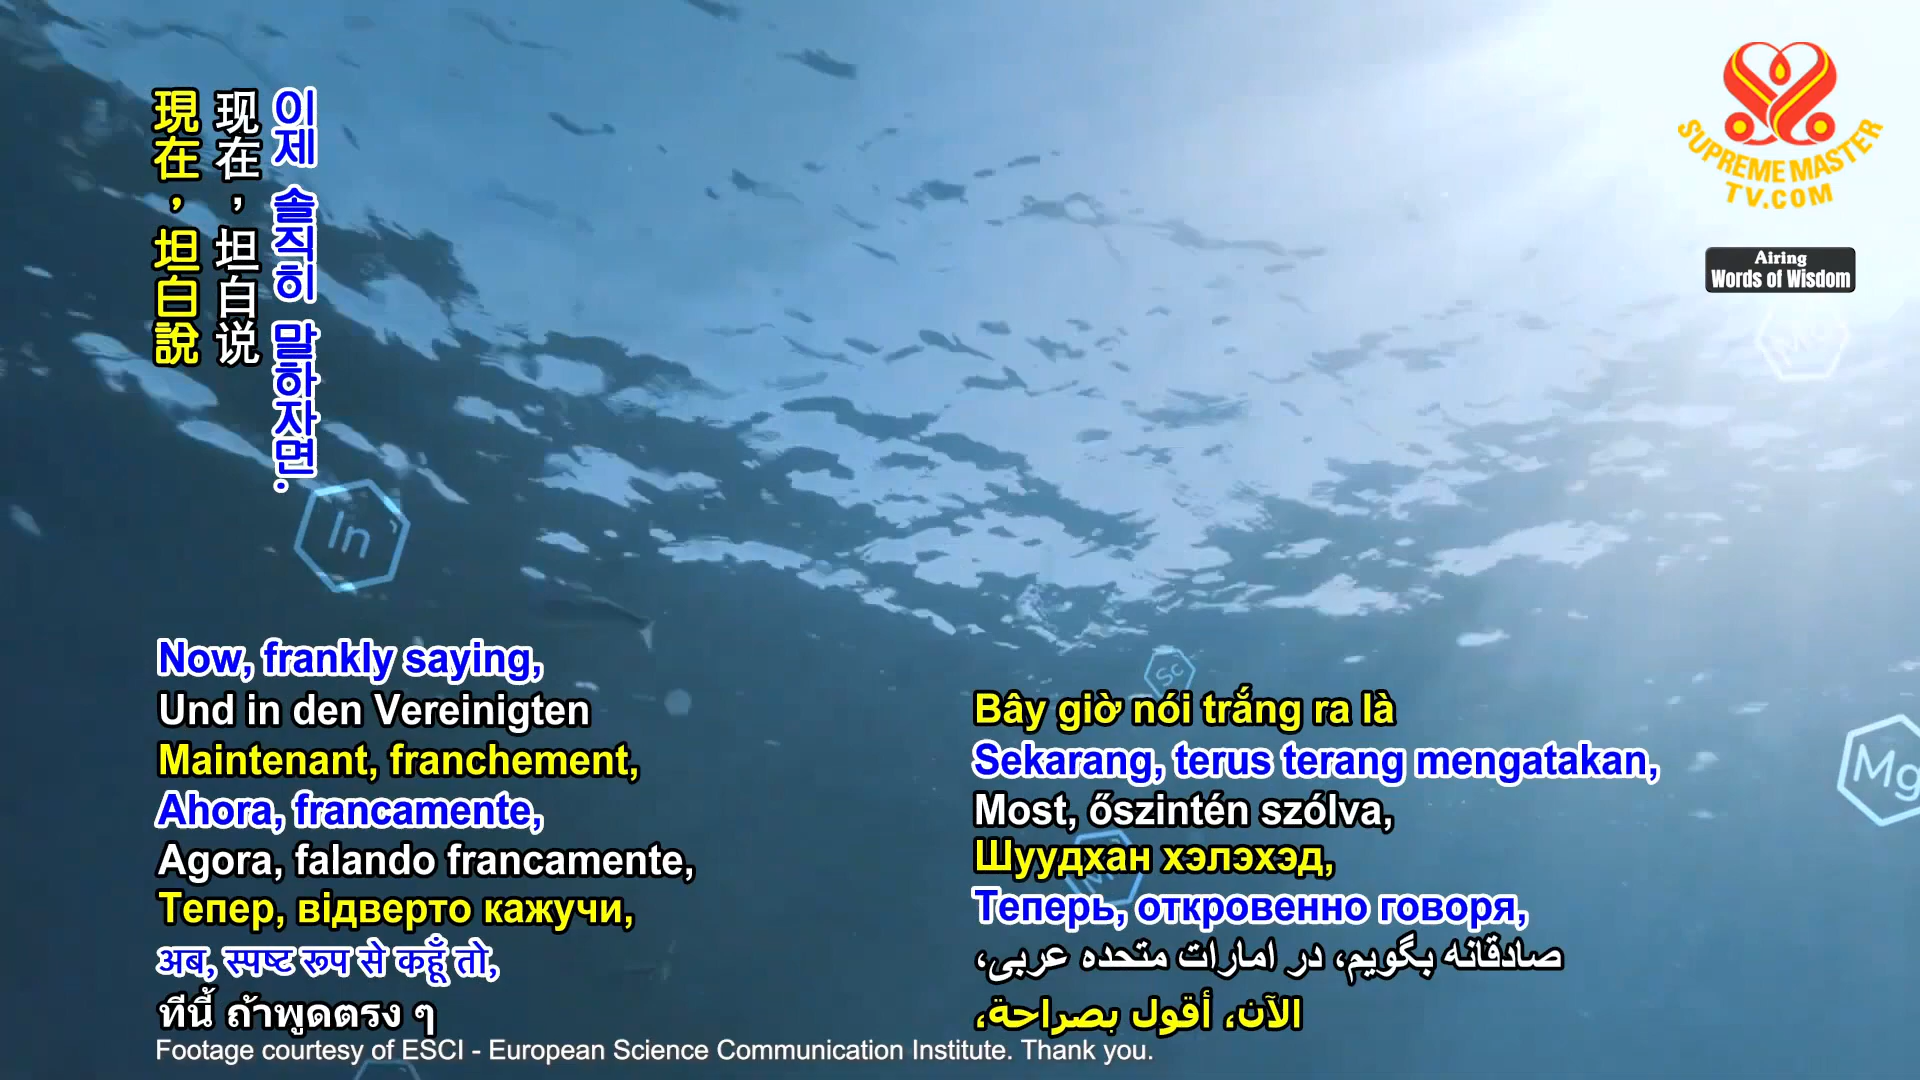 現在，坦白說
现在，坦白说
이제 솔직히 말하자면.
SUPREME MASTER
TV.COM
Airing
Words of Wisdom
In
Sc
Mg
Now, frankly saying,
Und in den Vereinigten
Maintenant, franchement,
Ahora, francamente,
Agora, falando francamente,
Тепер, відверто кажучи,
अब, स्पष्ट रूप से कहूँ तो,
ทีนี้ ถ้าพูดตรง ๆ
Bây giờ nói trắng ra là
Sekarang, terus terang mengatakan,
Most, őszintén szólva,
Шуудхан хэлэхэд,
Теперь, откровенно говоря,
صادقانه بگویم، در امارات متحده عربی،
الآن، أقول بصراحة،
Footage courtesy of ESCI - European Science Communication Institute. Thank you.